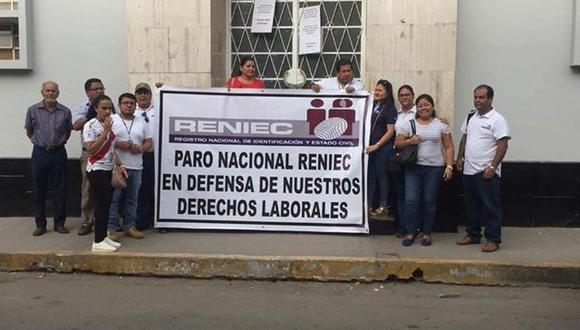 RENIEC
REGISTRO NACIONAL DE IDENTIFICACIÓN Y ESTADO CIVIL
PARO NACIONAL RENIEC
EN DEFENSA DE NUESTROS
DERECHOS LABORALES